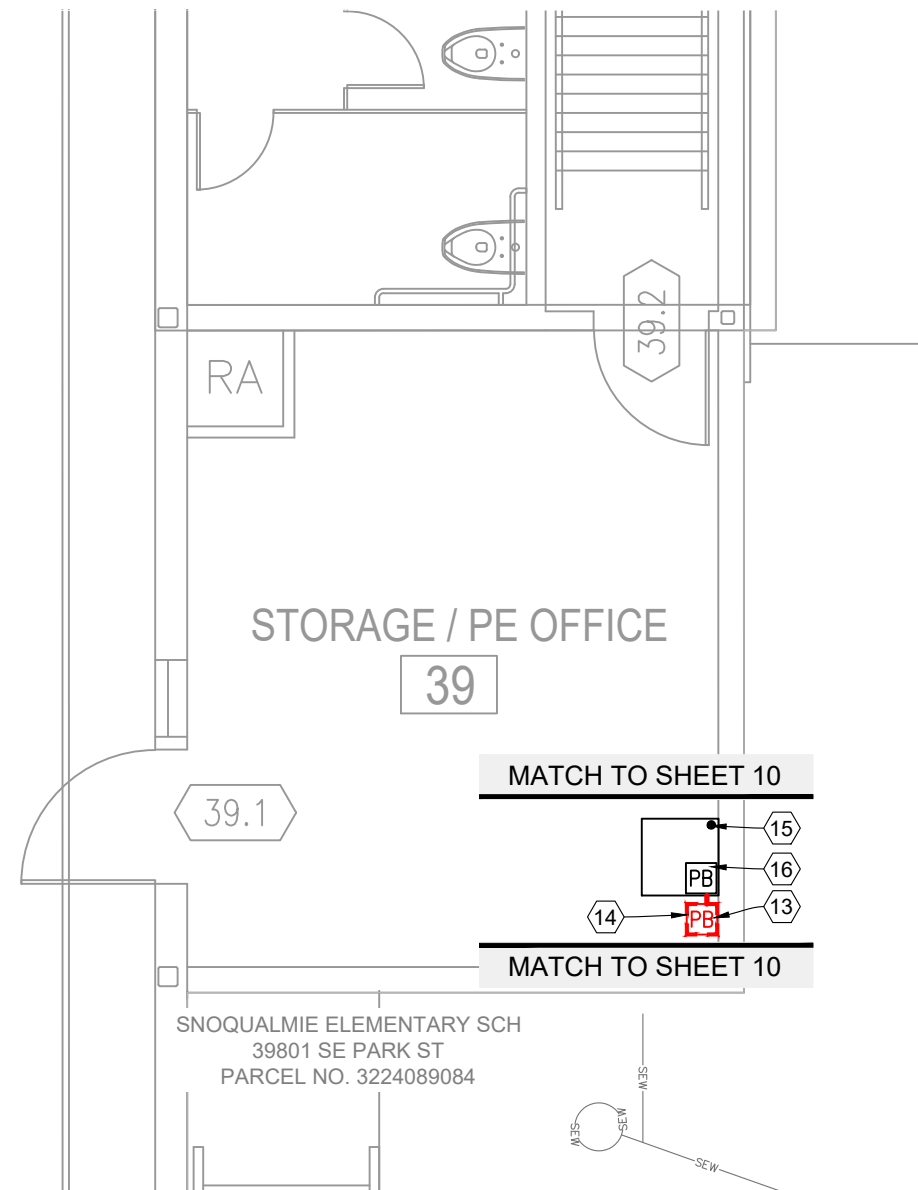 39.2
RA
STORAGE / PE OFFICE
39
MATCH TO SHEET 10
39.1
15
16
PB
13
14
PB
MATCH TO SHEET 10
SNOQUALMIE ELEMENTARY SCH
39801 SE PARK ST
PARCEL NO. 3224089084
SEW
SEW
SEW
SEW